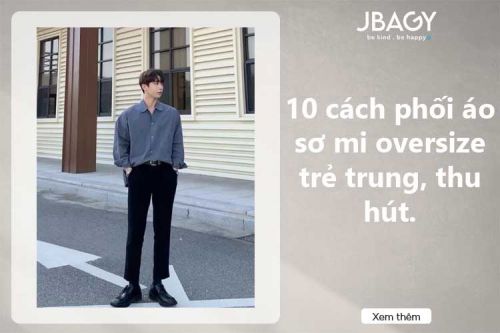 JBAGY
be kind . be happy
10 cách phối áo
sơ mi oversize
trẻ trung, thu
hút.
Xem thêm